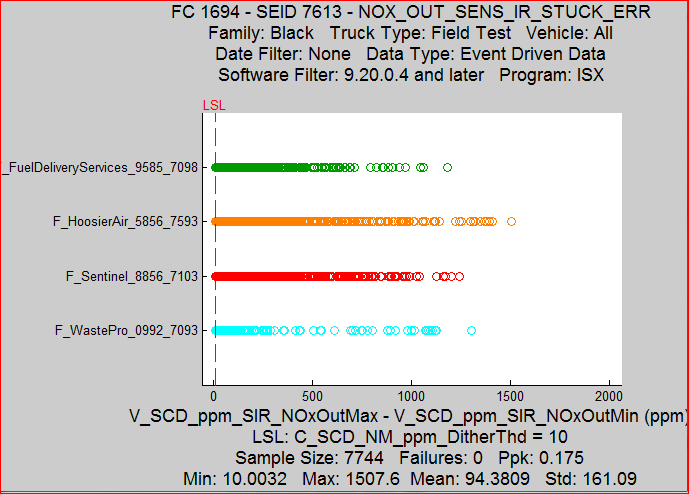 FC 1694 - SEID 7613 - NOX_OUT_SENS_IR_STUCK_ERR
Family: Black Truck Type: Field Test Vehicle: All
Date Filter: None Data Type: Event Driven Data
Software Filter: 9.20.0.4 and later Program: ISX
LSL
_FuelDeliveryServices_9585_7098
F_HoosierAir_5856_7593
F_Sentinel_8856_7103
F_WastePro_0992_7093
0 500 1000 1500 2000
V_SCD_ppm_SIR_NOxOutMax - V_SCD_ppm_SIR_NOxOutMin (ppm)
LSL: C_SCD_NM_ppm_DitherThd = 10
Sample Size: 7744 Failures: 0 Ppk: 0.175
Min: 10.0032 Max: 1507.6 Mean: 94.3809 Std: 161.09